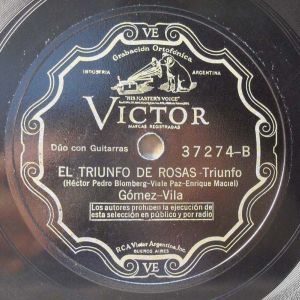 VE
Grabación Ortofónica
INDUSTRIA
ARGENTINA
"HIS MASTER'S VOICE"
VICTOR
MARCAS REGISTRADAS
Dúo con Guitarras
37274-B
EL TRIUNFO DE ROSAS-Triunfo
(Héctor Pedro Blomberg-Viale Paz-Enrique Maciel)
Gómez-Vila
Los autores prohiben la ejecución de
esta selección en público y por radio
RCA Victor Argentina, Inc.
BUENOS AIRES
VE